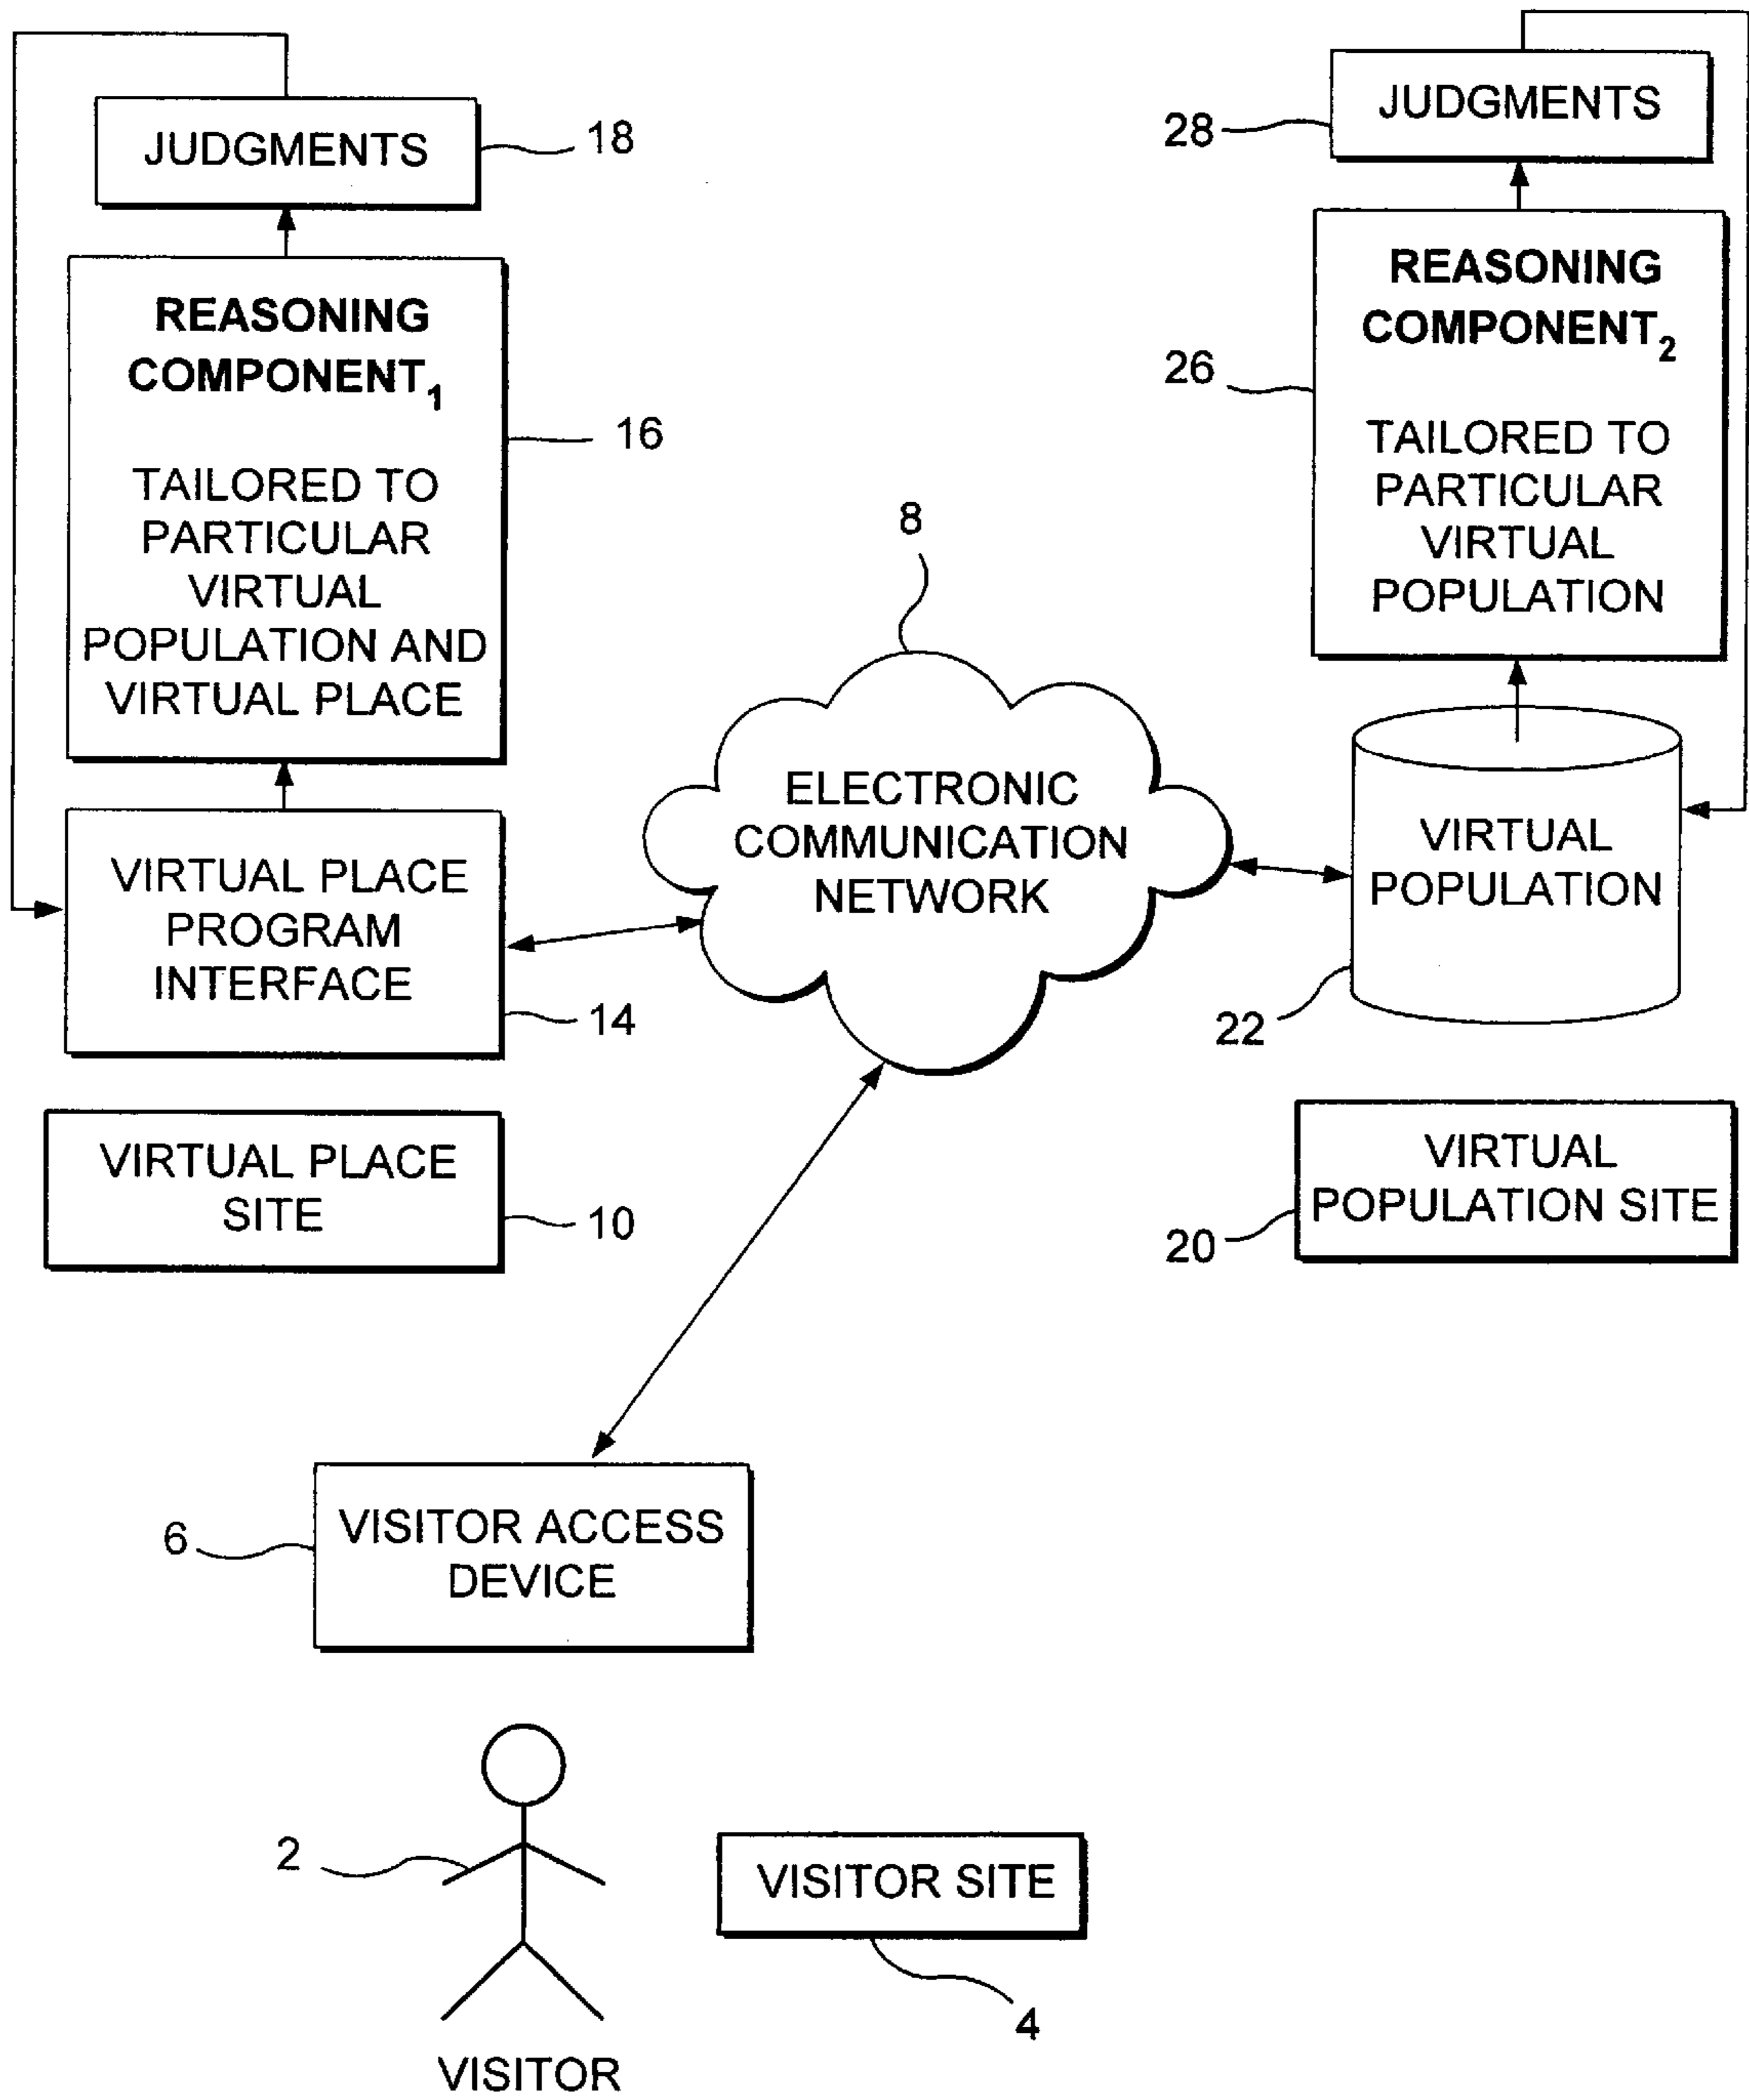 JUDGMENTS
18
REASONING
COMPONENT1
TAILORED TO
PARTICULAR
VIRTUAL
POPULATION AND
VIRTUAL PLACE
16
VIRTUAL PLACE
PROGRAM
INTERFACE
14
VIRTUAL PLACE
SITE
10
8
ELECTRONIC
COMMUNICATION
NETWORK
JUDGMENTS
28
REASONING
COMPONENT2
TAILORED TO
PARTICULAR
VIRTUAL
POPULATION
26
VIRTUAL
POPULATION
22
VIRTUAL
POPULATION SITE
20
VISITOR ACCESS
DEVICE
6
2
VISITOR
VISITOR SITE
4